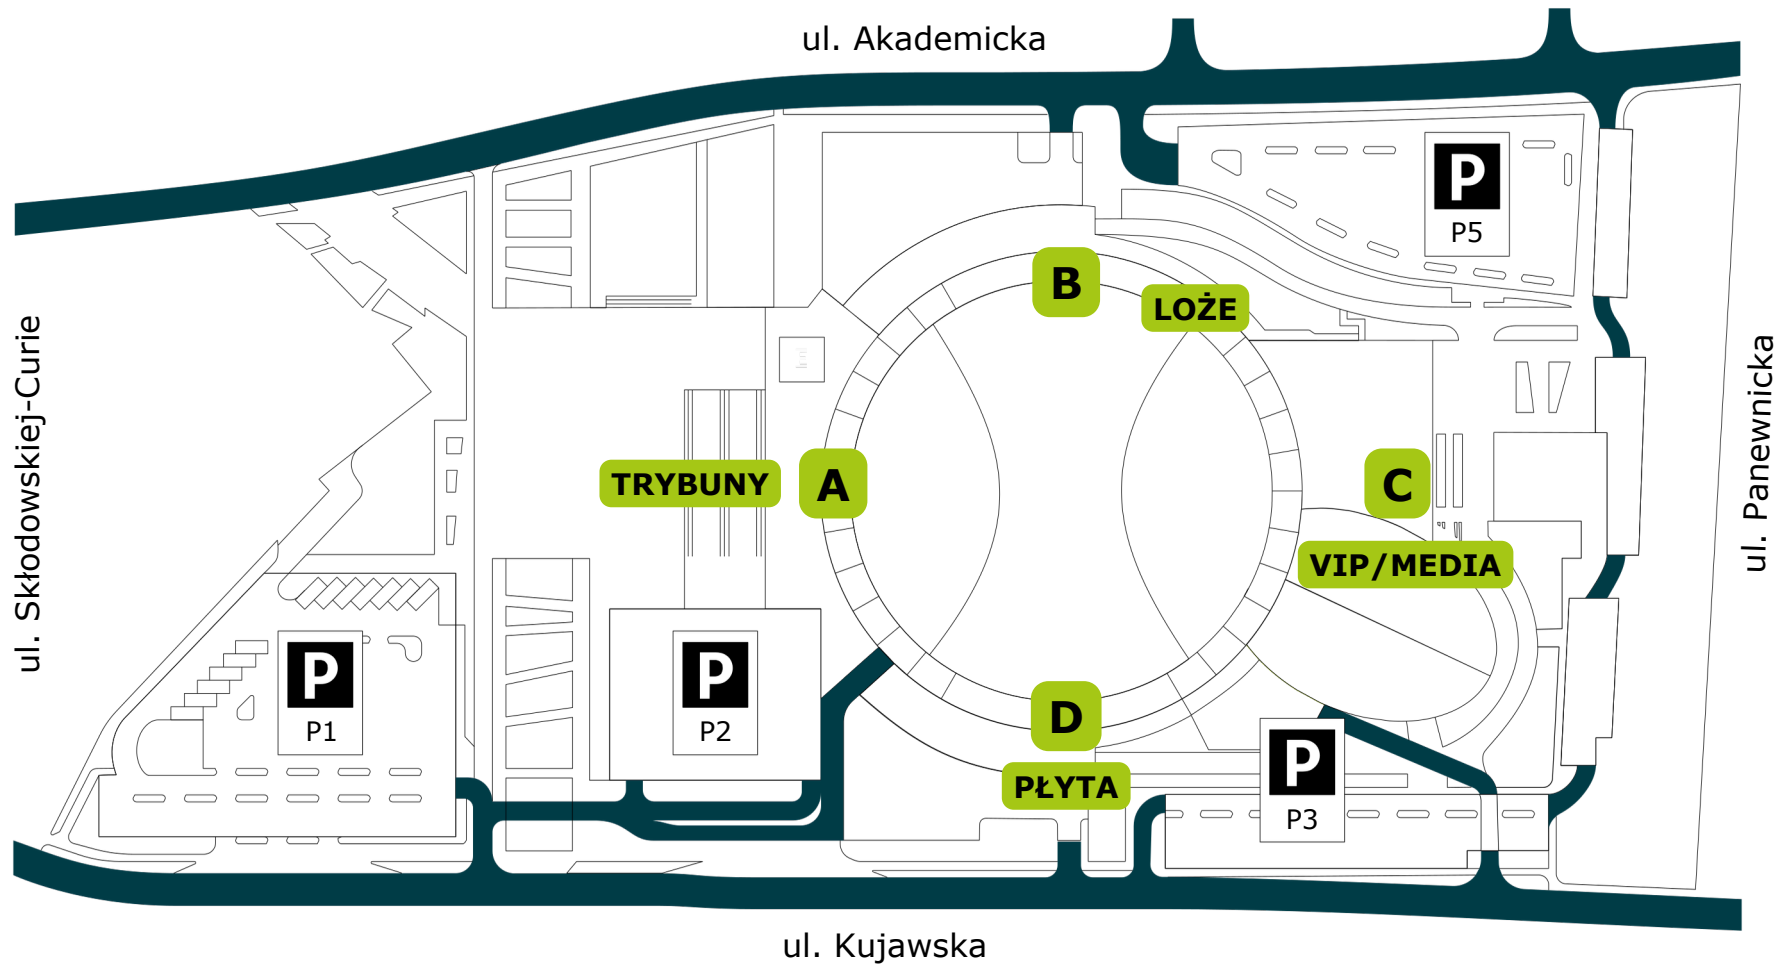 ul. Akademicka
P
P5
B
LOŻE
ul. Skłodowskiej-Curie
ul. Panewnicka
TRYBUNY
A
C
VIP/MEDIA
P
P1
P
P2
D
PŁYTA
P
P3
ul. Kujawska